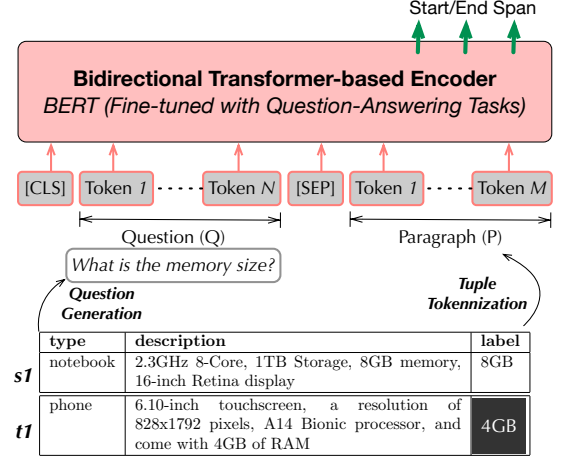 Start/End Span
Bidirectional Transformer-based Encoder
BERT (Fine-tuned with Question-Answering Tasks)
[CLS] Token 1 Token N [SEP] Token 1 Token M
Question (Q) Paragraph (P)
What is the memory size?
Question
Generation
Tuple
Tokennization
type description label
s1 notebook 2.3GHz 8-Core, 1TB Storage, 8GB memory, 8GB
16-inch Retina display
t1 phone 6.10-inch touchscreen, a resolution of
828x1792 pixels, A14 Bionic processor, and 4GB
come with 4GB of RAM